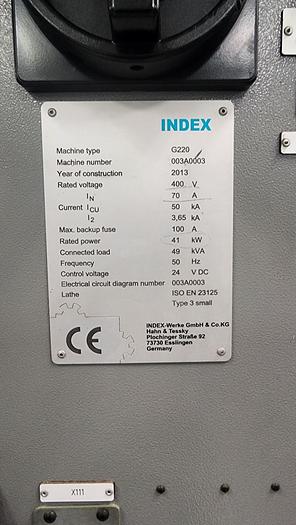 INDEX
Machine type G220
Machine number 003A0003
Year of construction 2013
Rated voltage 400 V
IN 70 A
Current ICU 50 kA
I2 3,65 kA
Max. backup fuse 100 A
Rated power 41 kW
Connected load 49 kVA
Frequency 50 Hz
Control voltage 24 V DC
Electrical circuit diagram number 003A0003
Lathe ISO EN 23125
Type 3 small
CE
INDEX-Werke GmbH & Co.KG
Hahn & Tessky
Plochinger Straße 92
73730 Esslingen
Germany
X111